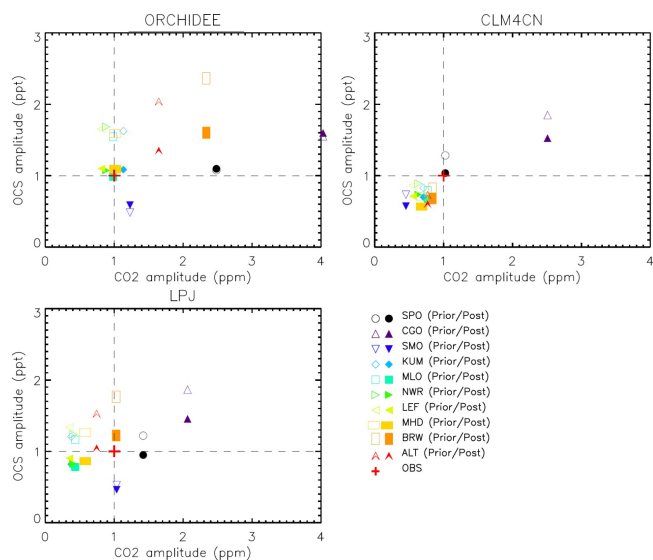 ORCHIDEE
CLM4CN
OCS amplitude (ppt)
3
2
1
0
0 1 2 3 4
CO2 amplitude (ppm)
OCS amplitude (ppt)
3
2
1
0
0 1 2 3 4
CO2 amplitude (ppm)
LPJ
OCS amplitude (ppt)
3
2
1
0
0 1 2 3 4
CO2 amplitude (ppm)
SPO (Prior/Post)
CGO (Prior/Post)
SMO (Prior/Post)
KUM (Prior/Post)
MLO (Prior/Post)
NWR (Prior/Post)
LEF (Prior/Post)
MHD (Prior/Post)
BRW (Prior/Post)
ALT (Prior/Post)
OBS